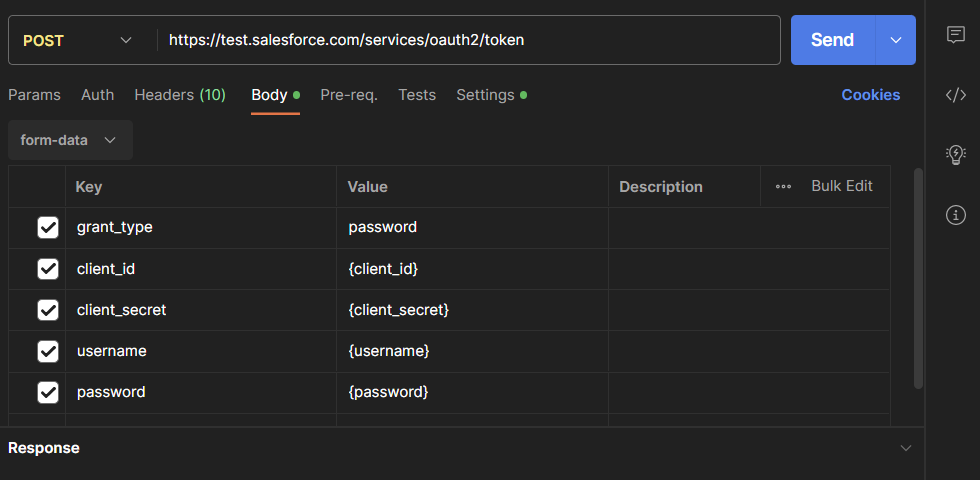 POST https://test.salesforce.com/services/oauth2/token Send
Params Auth Headers (10) Body Pre-req. Tests Settings Cookies
form-data
Key Value Description Bulk Edit
grant_type password
client_id {client_id}
client_secret {client_secret}
username {username}
password {password}
Response